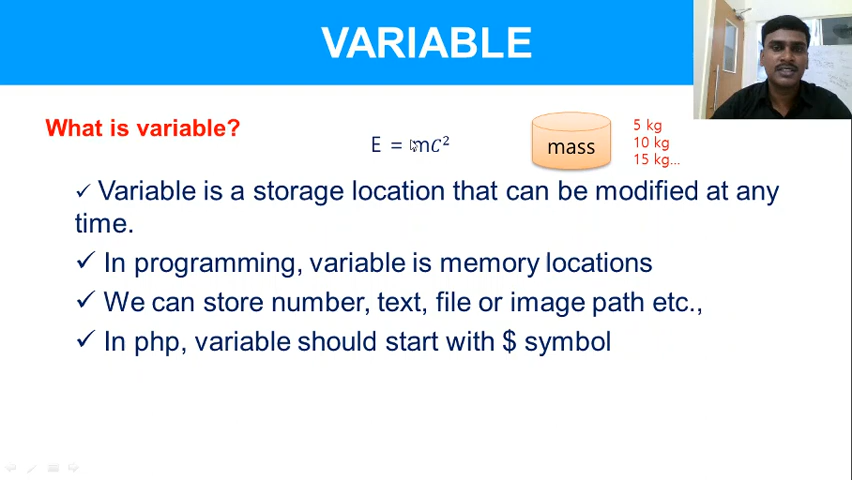 VARIABLE
What is variable?
E = mc²
mass
5 kg
10 kg
15 kg...
✓ Variable is a storage location that can be modified at any
time.
✓ In programming, variable is memory locations
✓ We can store number, text, file or image path etc.,
✓ In php, variable should start with $ symbol